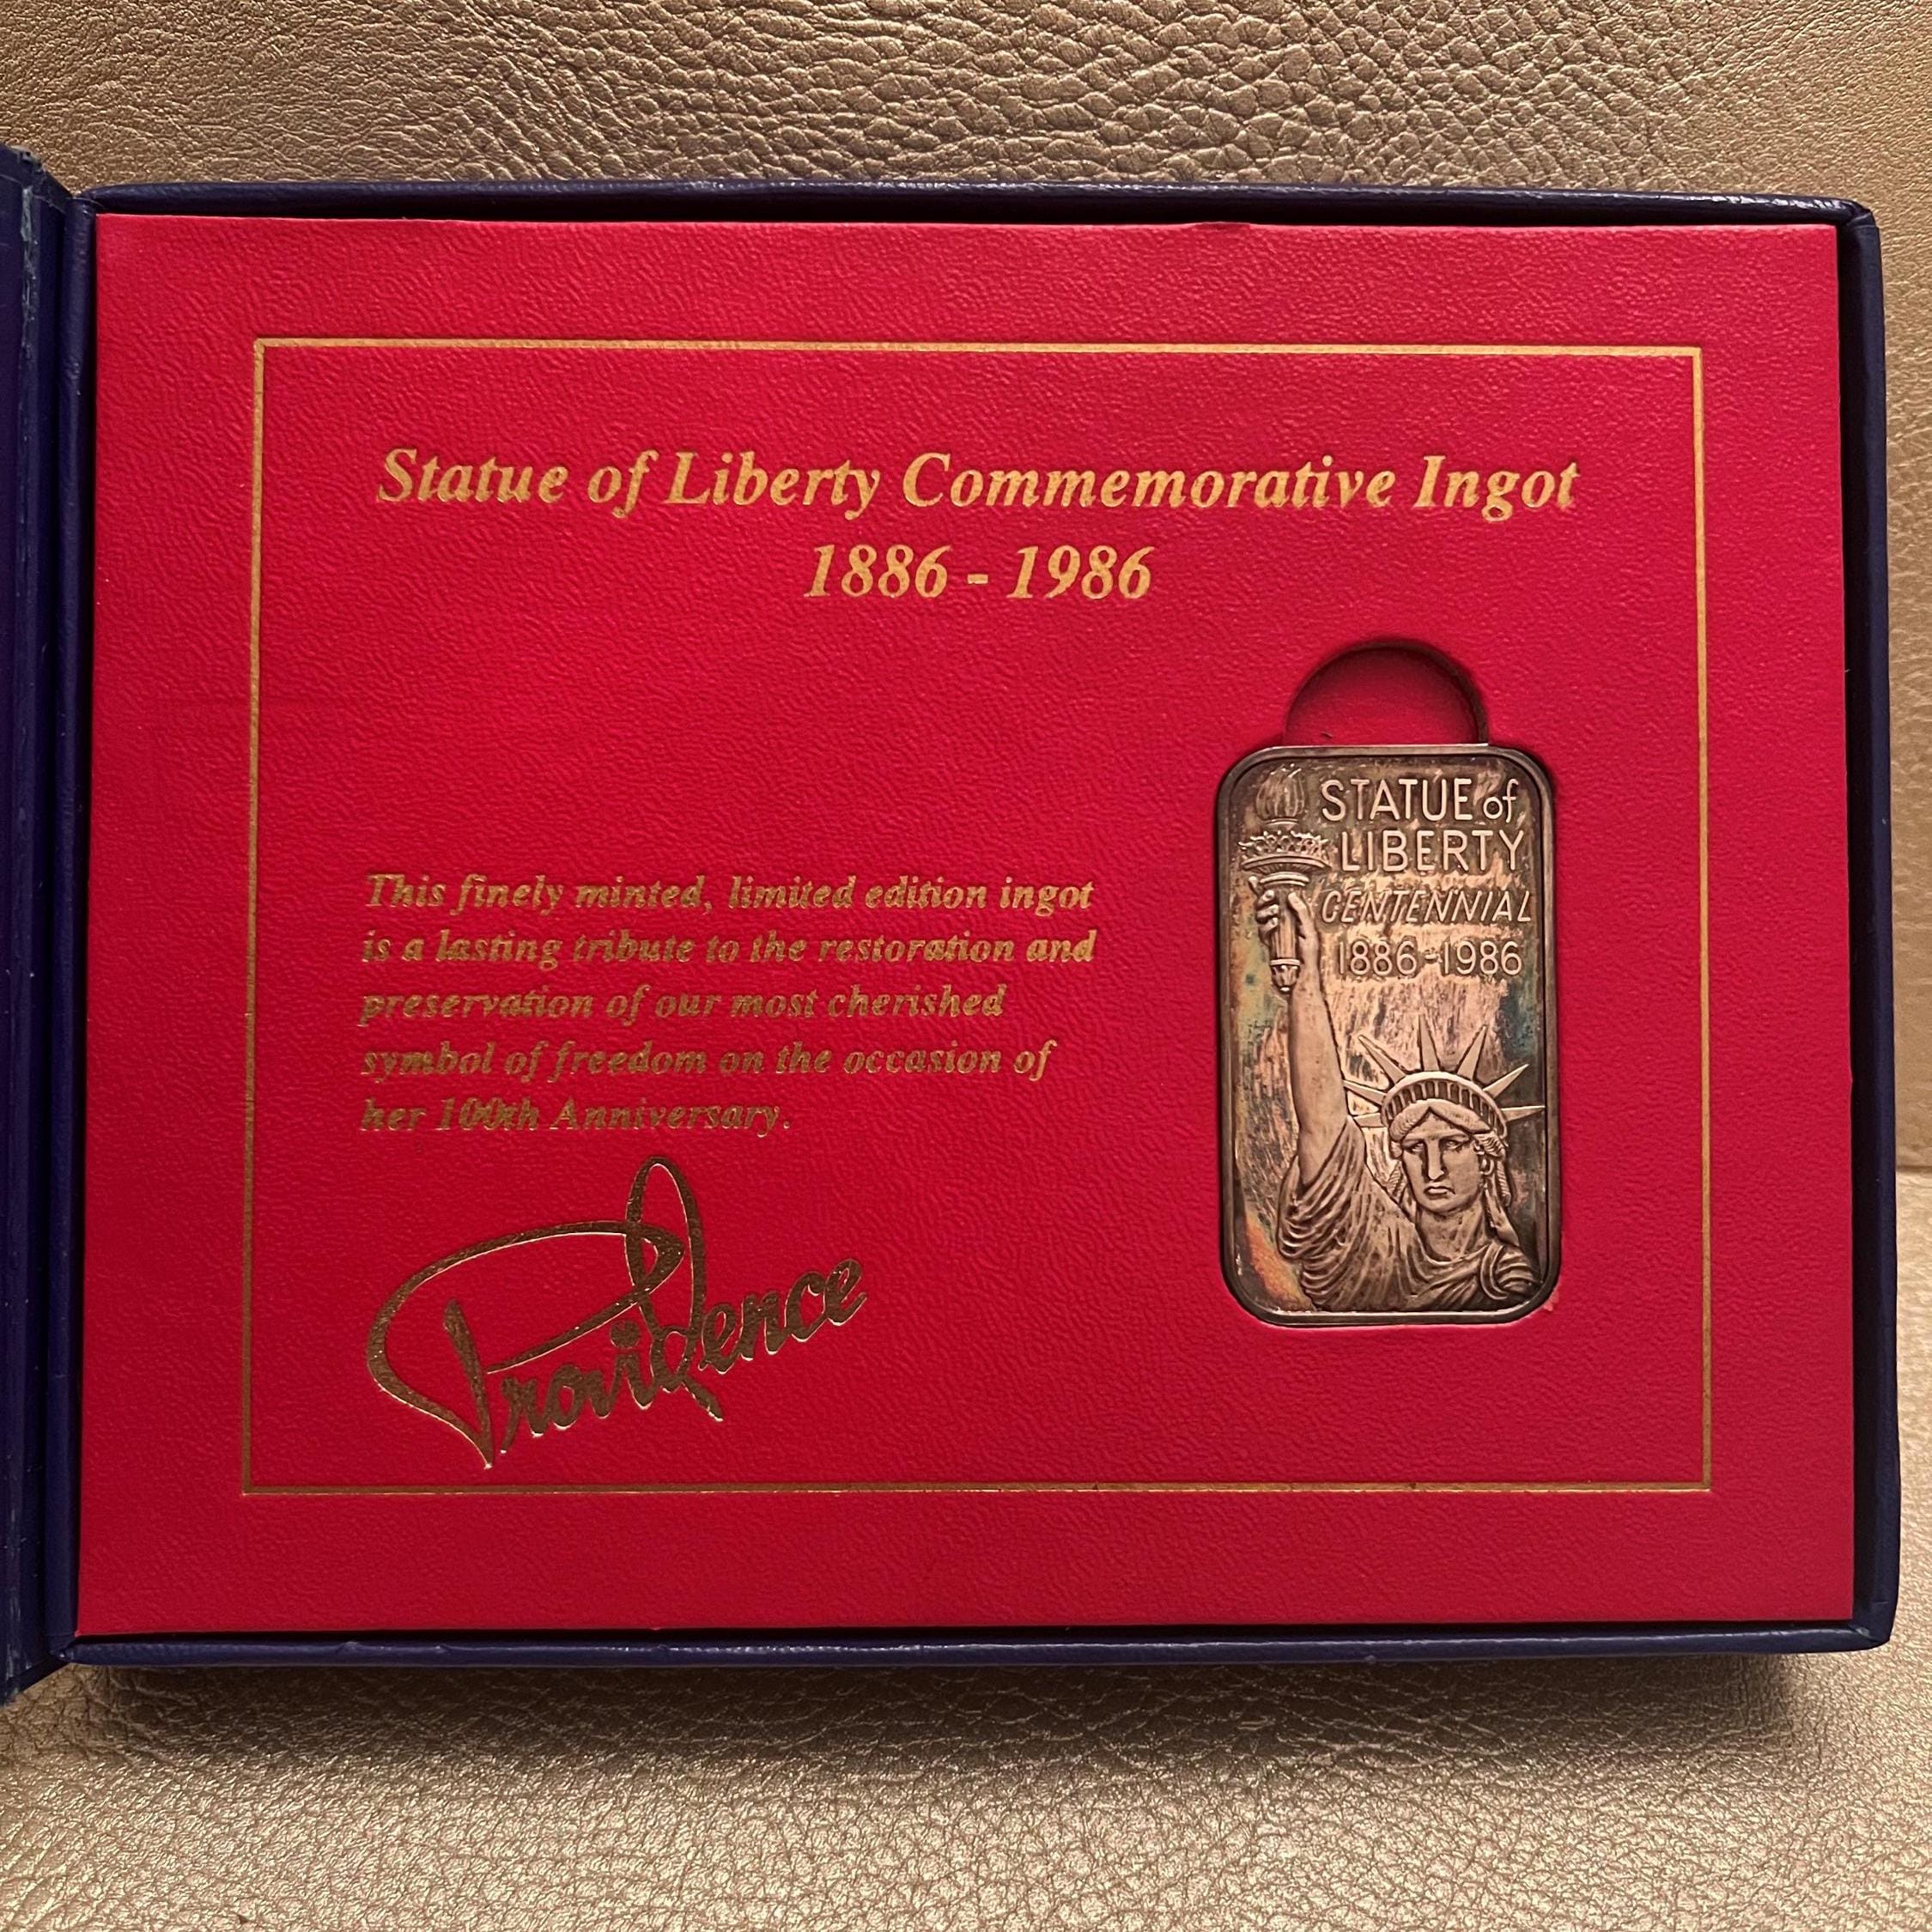 Statue of Liberty Commemorative Ingot
1886 - 1986
This finely minted, limited edition ingot
is a lasting tribute to the restoration and
preservation of our most cherished
symbol of freedom on the occasion of
her 100th Anniversary.
Providence
STATUE of
LIBERTY
CENTENNIAL
1886-1986